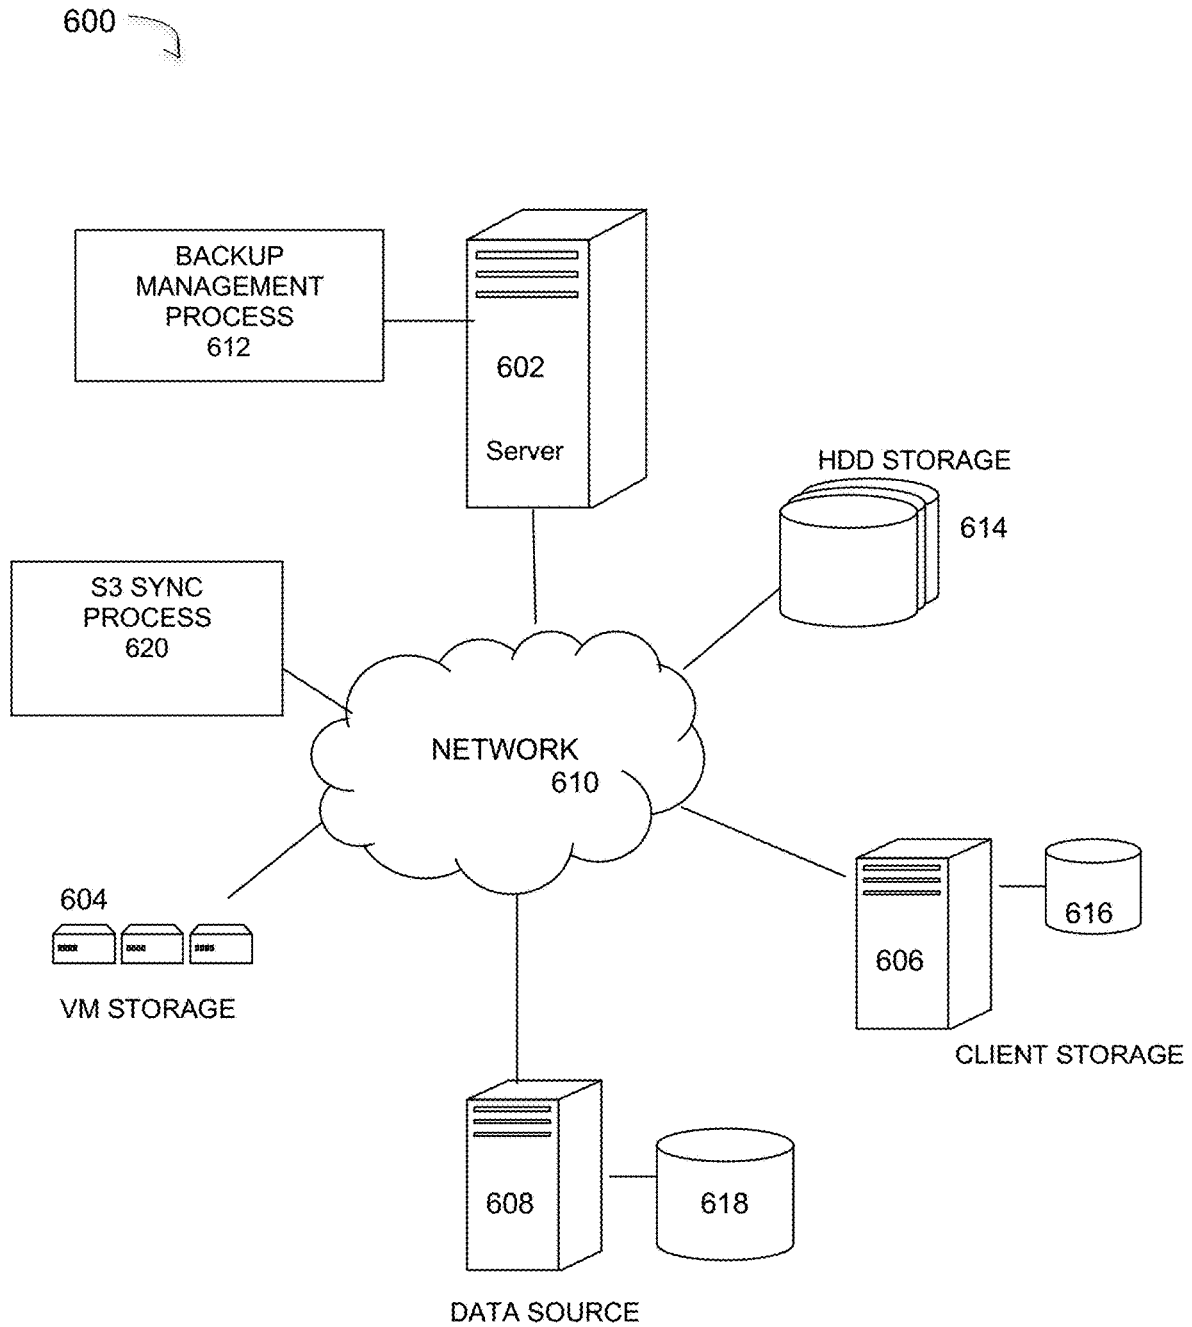 600
BACKUP
MANAGEMENT
PROCESS
612
602
Server
HDD STORAGE
614
S3 SYNC
PROCESS
620
NETWORK
610
604
VM STORAGE
606
616
CLIENT STORAGE
608
618
DATA SOURCE